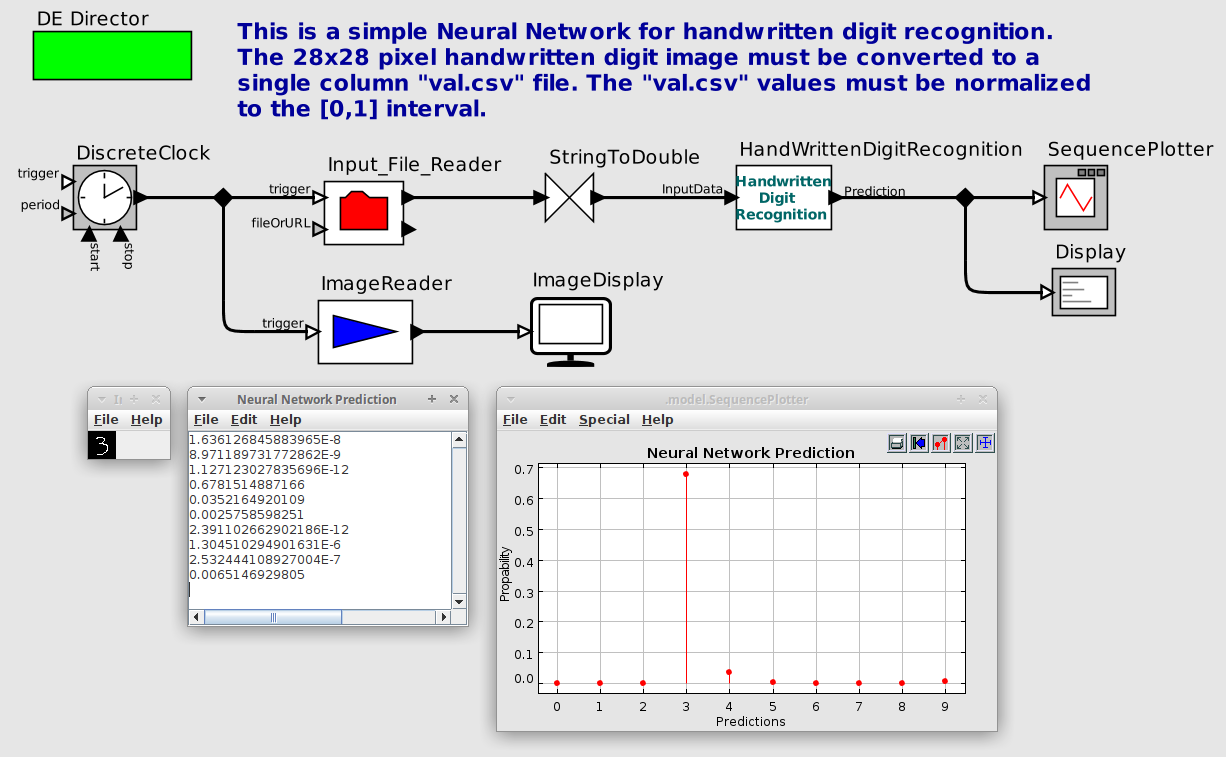 DE Director
This is a simple Neural Network for handwritten digit recognition.
The 28x28 pixel handwritten digit image must be converted to a
single column "val.csv" file. The "val.csv" values must be normalized
to the [0,1] interval.
DiscreteClock
trigger
period
start
stop
Input_File_Reader
trigger
fileOrURL
StringToDouble
InputData
HandWrittenDigitRecognition
Handwritten
Digit
Recognition
Prediction
SequencePlotter
Display
ImageReader
trigger
ImageDisplay
File Help
3
Neural Network Prediction
File Edit Help
1.6361268458839​65E-8
8.971189731772862E-9
1.127123027835696E-12
0.6781514887166
0.0352164920109
0.0025758598251
2.391102662902186E-12
1.304510294901631E-6
2.532444108927004E-7
0.0065146929805
.model.SequencePlotter
File Edit Special Help
Neural Network Prediction
Propability
0.7
0.6
0.5
0.4
0.3
0.2
0.1
0.0
0 1 2 3 4 5 6 7 8 9
Predictions